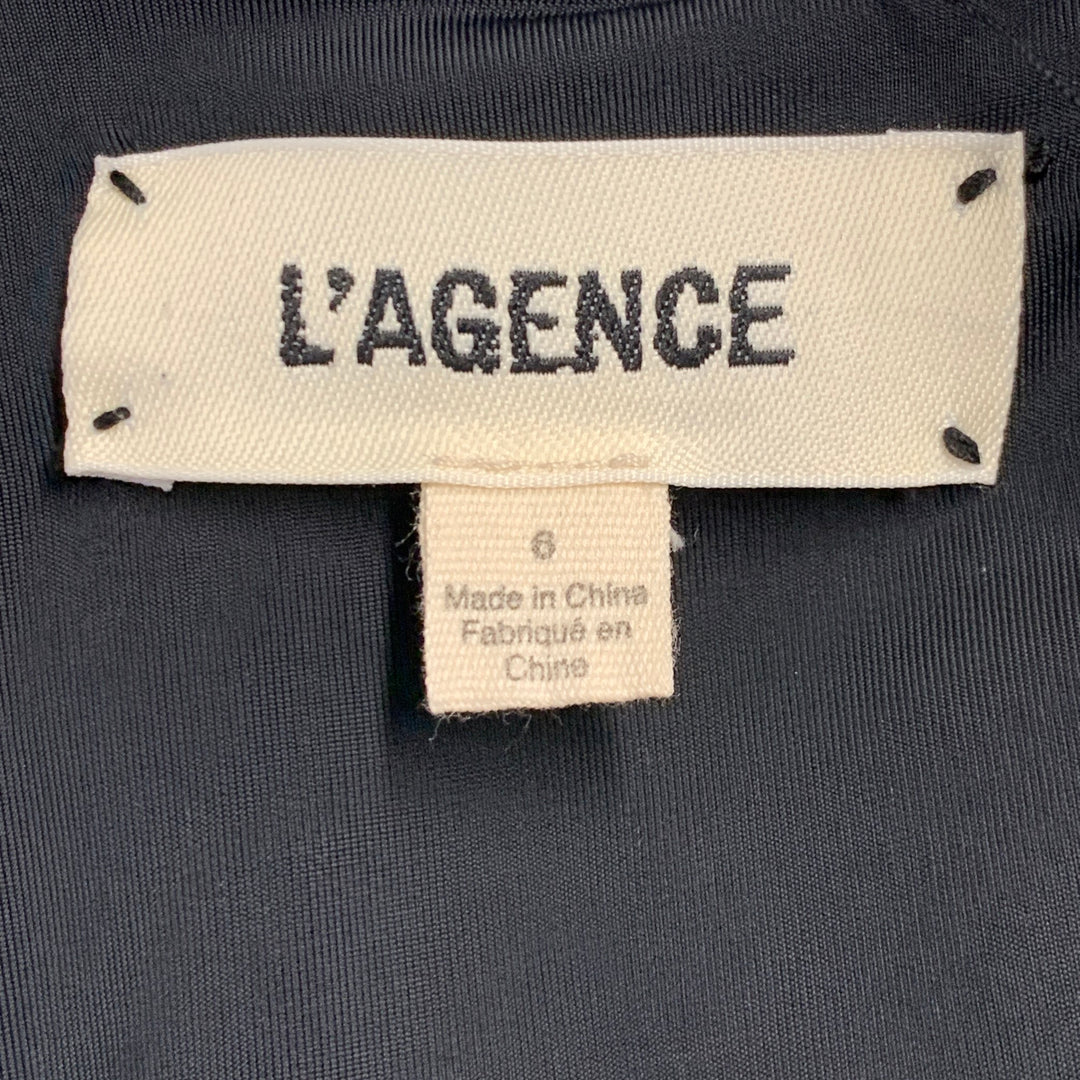 L'AGENCE
6
Made in China
Fabriqué en
Chine